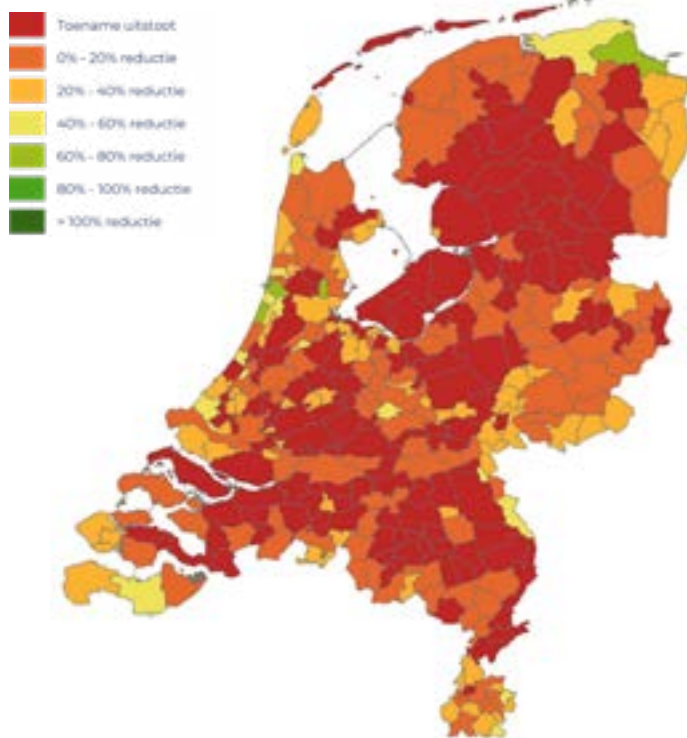 Toename uitstoot
0% - 20% reductie
20% - 40% reductie
40% - 60% reductie
60% - 80% reductie
80% - 100% reductie
> 100% reductie